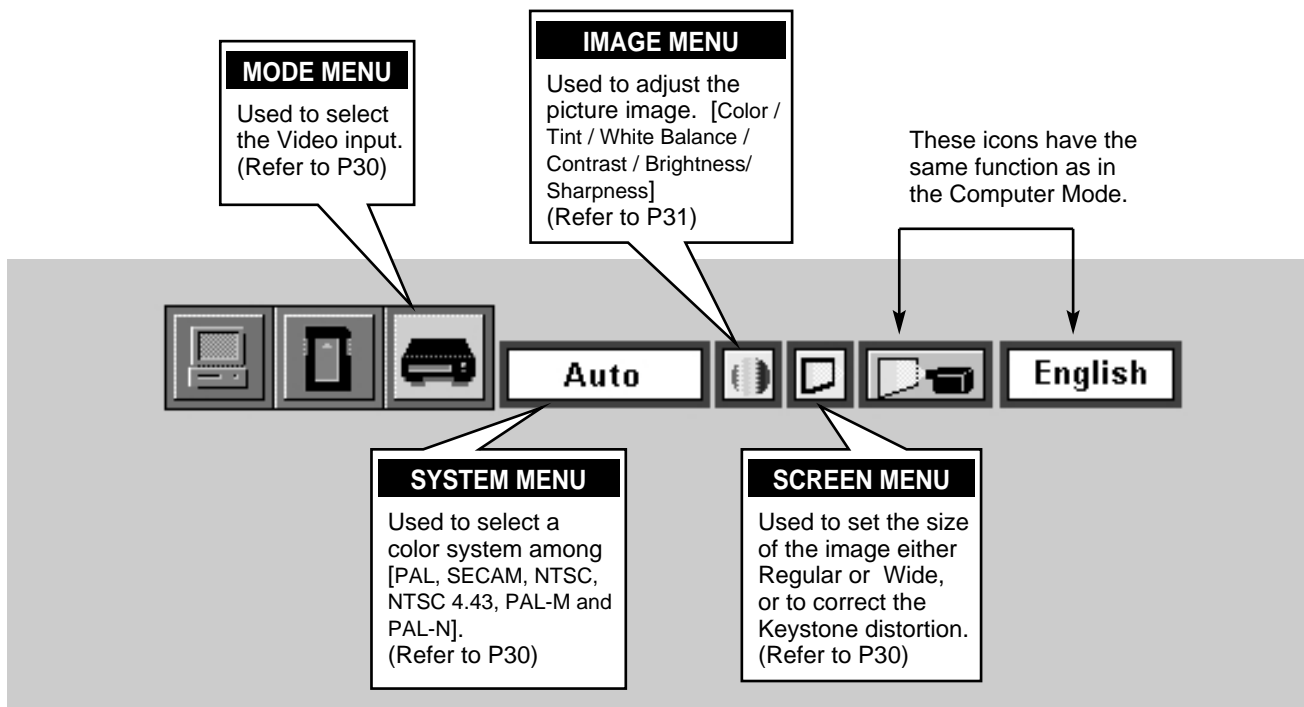 MODE MENU
Used to select
the Video input.
(Refer to P30)
IMAGE MENU
Used to adjust the
picture image.  [Color /
Tint / White Balance /
Contrast / Brightness/
Sharpness]
(Refer to P31)
These icons have the
same function as in
the Computer Mode.
Auto
English
SYSTEM MENU
Used to select a
color system among
[PAL, SECAM, NTSC,
NTSC 4.43, PAL-M and
PAL-N].
(Refer to P30)
SCREEN MENU
Used to set the size
of the image either
Regular or  Wide,
or to correct the
Keystone distortion.
(Refer to P30)